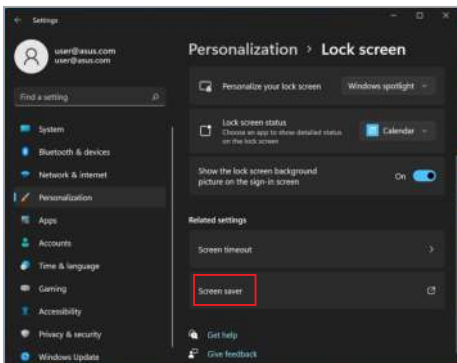 Settings
user@asus.com
user@asus.com
Find a setting
System
Bluetooth & devices
Network & internet
Personalization
Apps
Accounts
Time & language
Gaming
Accessibility
Privacy & security
Windows Update
Personalization > Lock screen
Personalize your lock screen
Windows spotlight
Lock screen status
Choose an app to show detailed status
on the lock screen
Calendar
Show the lock screen background
picture on the sign-in screen
On
Related settings
Screen timeout
Screen saver
Get help
Give feedback